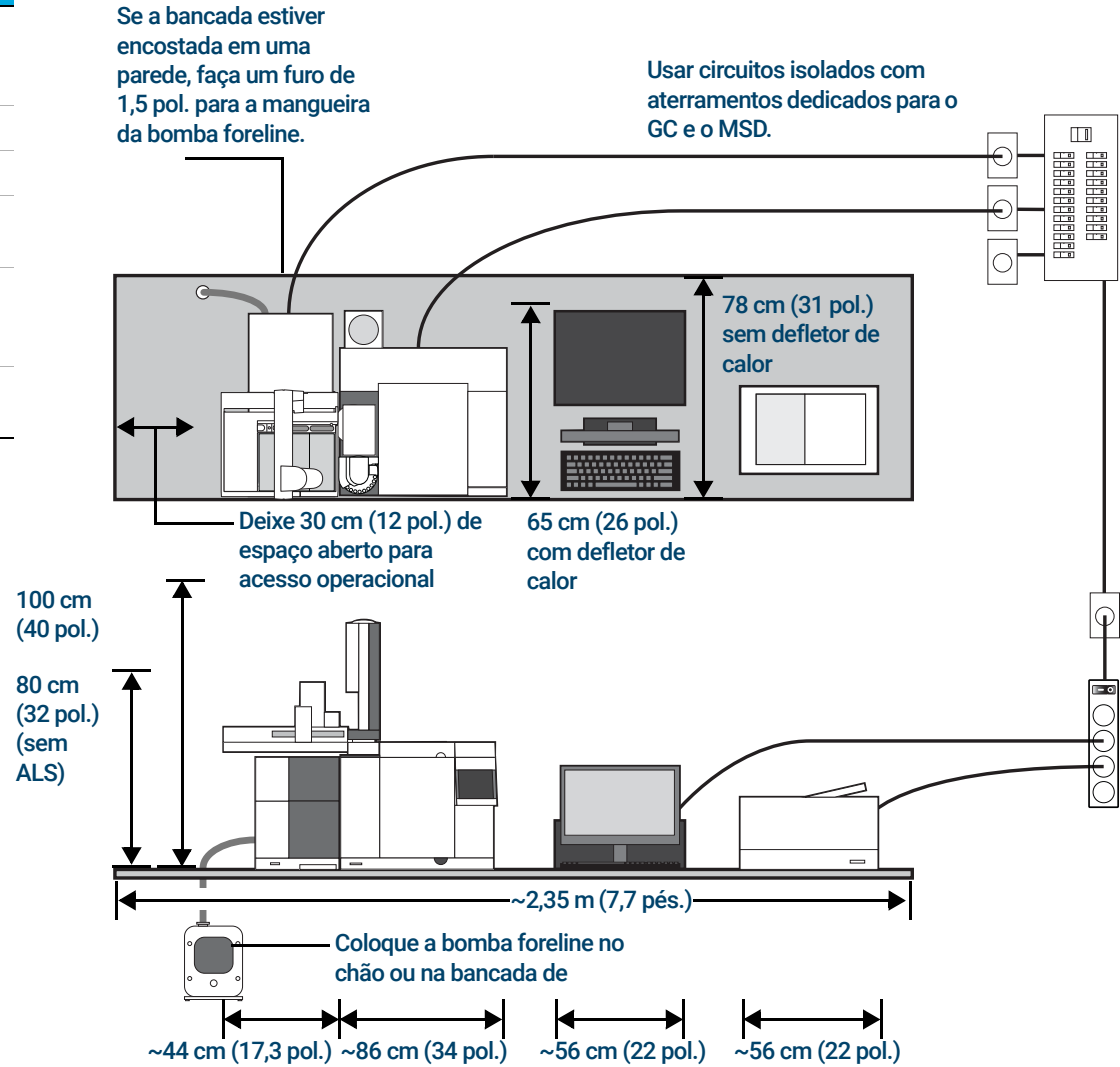 Se a bancada estiver
encostada em uma
parede, faça um furo de
1,5 pol. para a mangueira
da bomba foreline.
Usar circuitos isolados com
aterramentos dedicados para o
GC e o MSD.
78 cm (31 pol.)
sem defletor de
calor
Deixe 30 cm (12 pol.) de
espaço aberto para
acesso operacional
65 cm (26 pol.)
com defletor de
calor
100 cm
(40 pol.)
80 cm
(32 pol.)
(sem
ALS)
~2,35 m (7,7 pés.)
Coloque a bomba foreline no
chão ou na bancada de
~44 cm (17,3 pol.)
~86 cm (34 pol.)
~56 cm (22 pol.)
~56 cm (22 pol.)